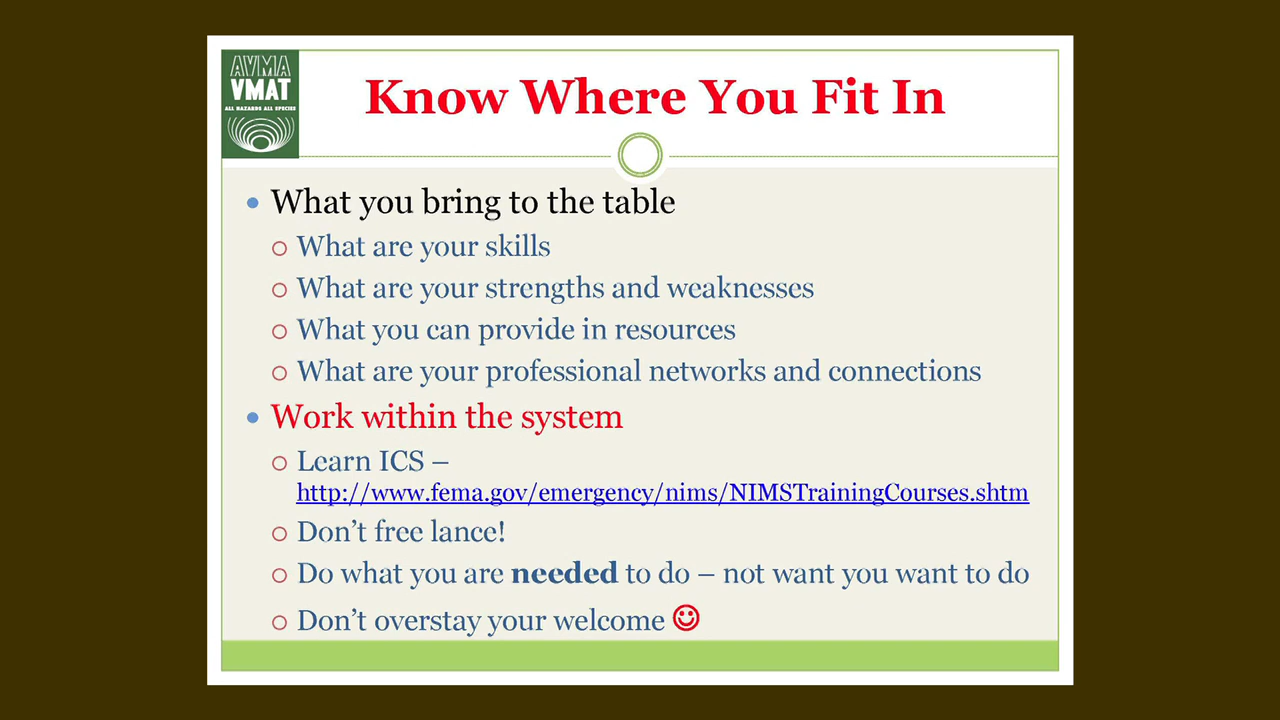 AVMA
VMAT
ALL HAZARDS ALL SPECIES
Know Where You Fit In
What you bring to the table
What are your skills
What are your strengths and weaknesses
What you can provide in resources
What are your professional networks and connections
Work within the system
Learn ICS –
http://www.fema.gov/emergency/nims/NIMSTrainingCourses.shtm
Don't free lance!
Do what you are needed to do – not want you want to do
Don't overstay your welcome ☺